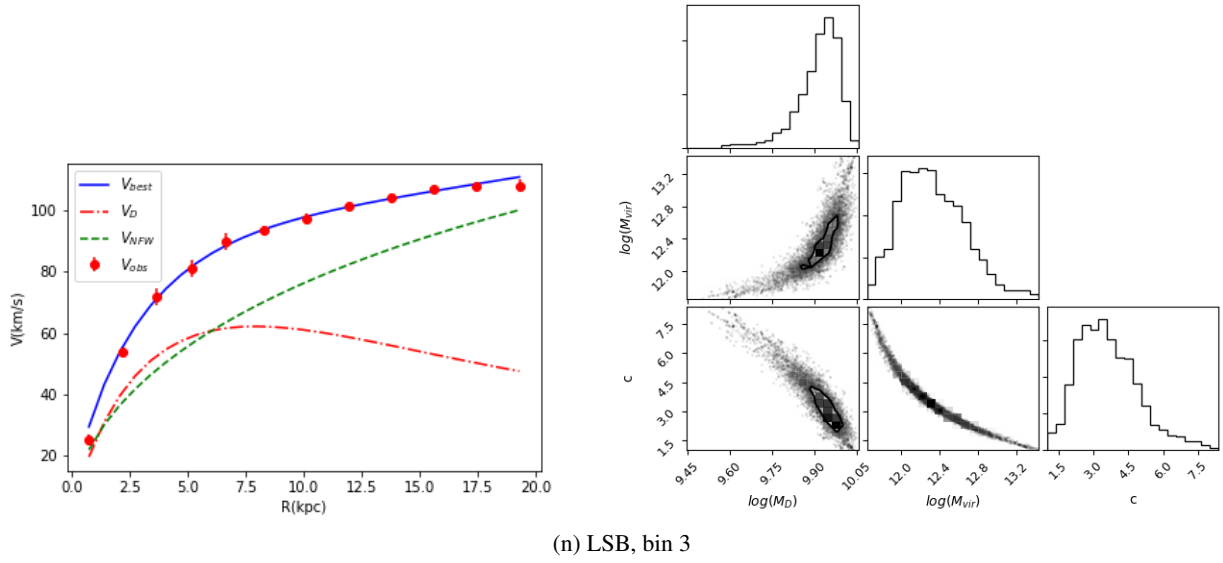 V_best
V_D
V_NFW
V_obs
V(km/s)
100
80
60
40
20
0.0 2.5 5.0 7.5 10.0 12.5 15.0 17.5 20.0
R(kpc)
log(M_vir)
13.2
12.8
12.4
12.0
c
7.5
6.0
4.5
3.0
1.5
9.45 9.60 9.75 9.90 10.05
log(M_D)
12.0 12.4 12.8 13.2
log(M_vir)
1.5 3.0 4.5 6.0 7.5
c
(n) LSB, bin 3